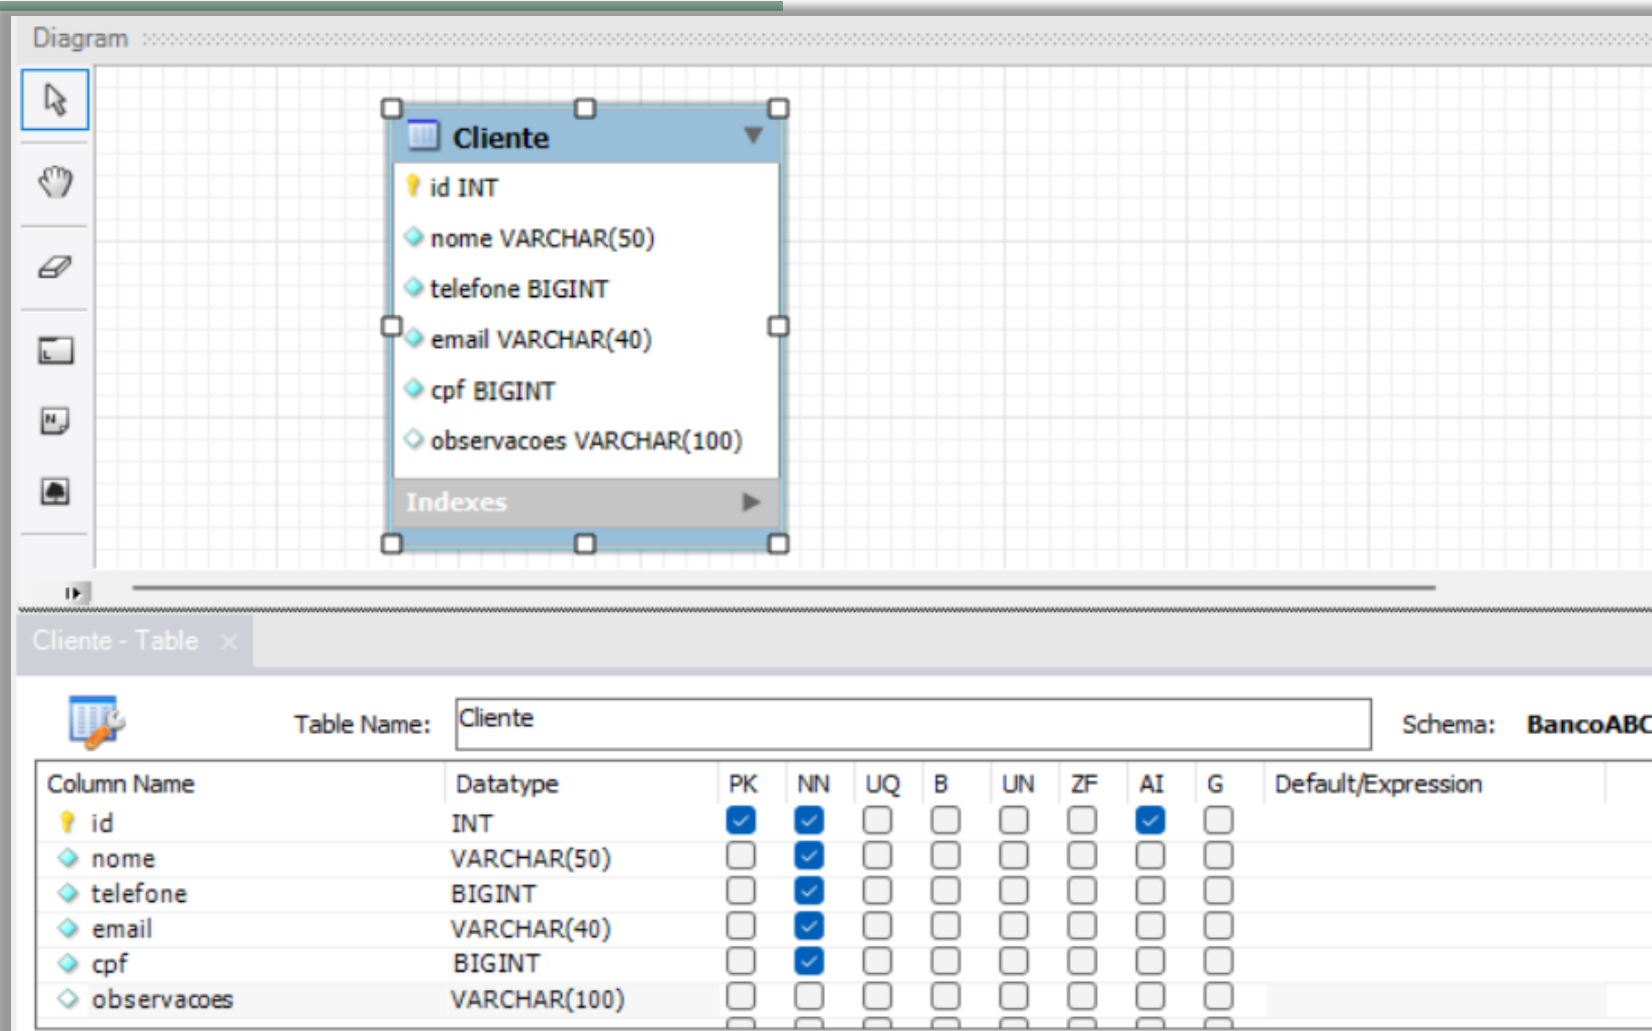 Diagram
Cliente
id INT
nome VARCHAR(50)
telefone BIGINT
email VARCHAR(40)
cpf BIGINT
observacoes VARCHAR(100)
Indexes
Cliente - Table
Table Name: Cliente Schema: BancoABC
Column Name Datatype PK NN UQ B UN ZF AI G Default/Expression
id INT
nome VARCHAR(50)
telefone BIGINT
email VARCHAR(40)
cpf BIGINT
observacoes VARCHAR(100)